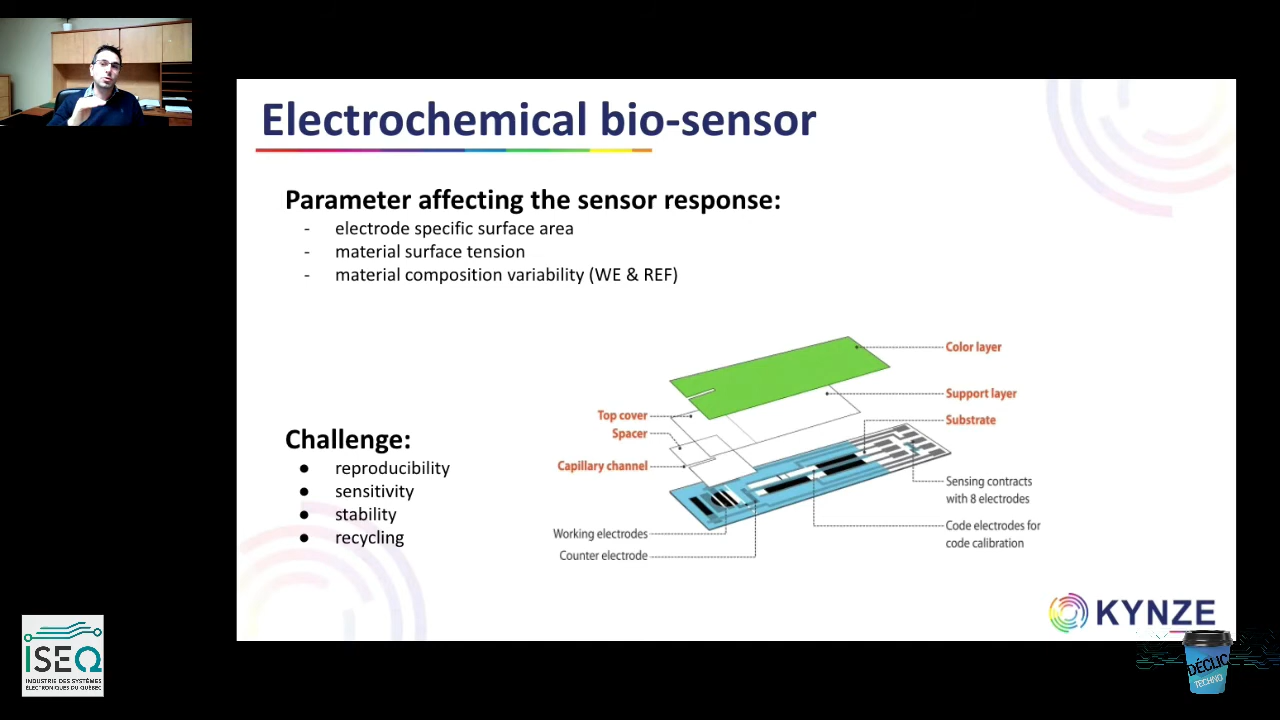 Electrochemical bio-sensor
Parameter affecting the sensor response:
- electrode specific surface area
- material surface tension
- material composition variability (WE & REF)
Challenge:
● reproducibility
● sensitivity
● stability
● recycling
Color layer
Support layer
Substrate
Top cover
Spacer
Capillary channel
Sensing contracts
with 8 electrodes
Working electrodes
Code electrodes for
code calibration
Counter electrode
KYNZE
iSEQ
INDUSTRIE DES SYSTÈMES
ÉLECTRONIQUES DU QUÉBEC
DÉCLIC
TECHNO